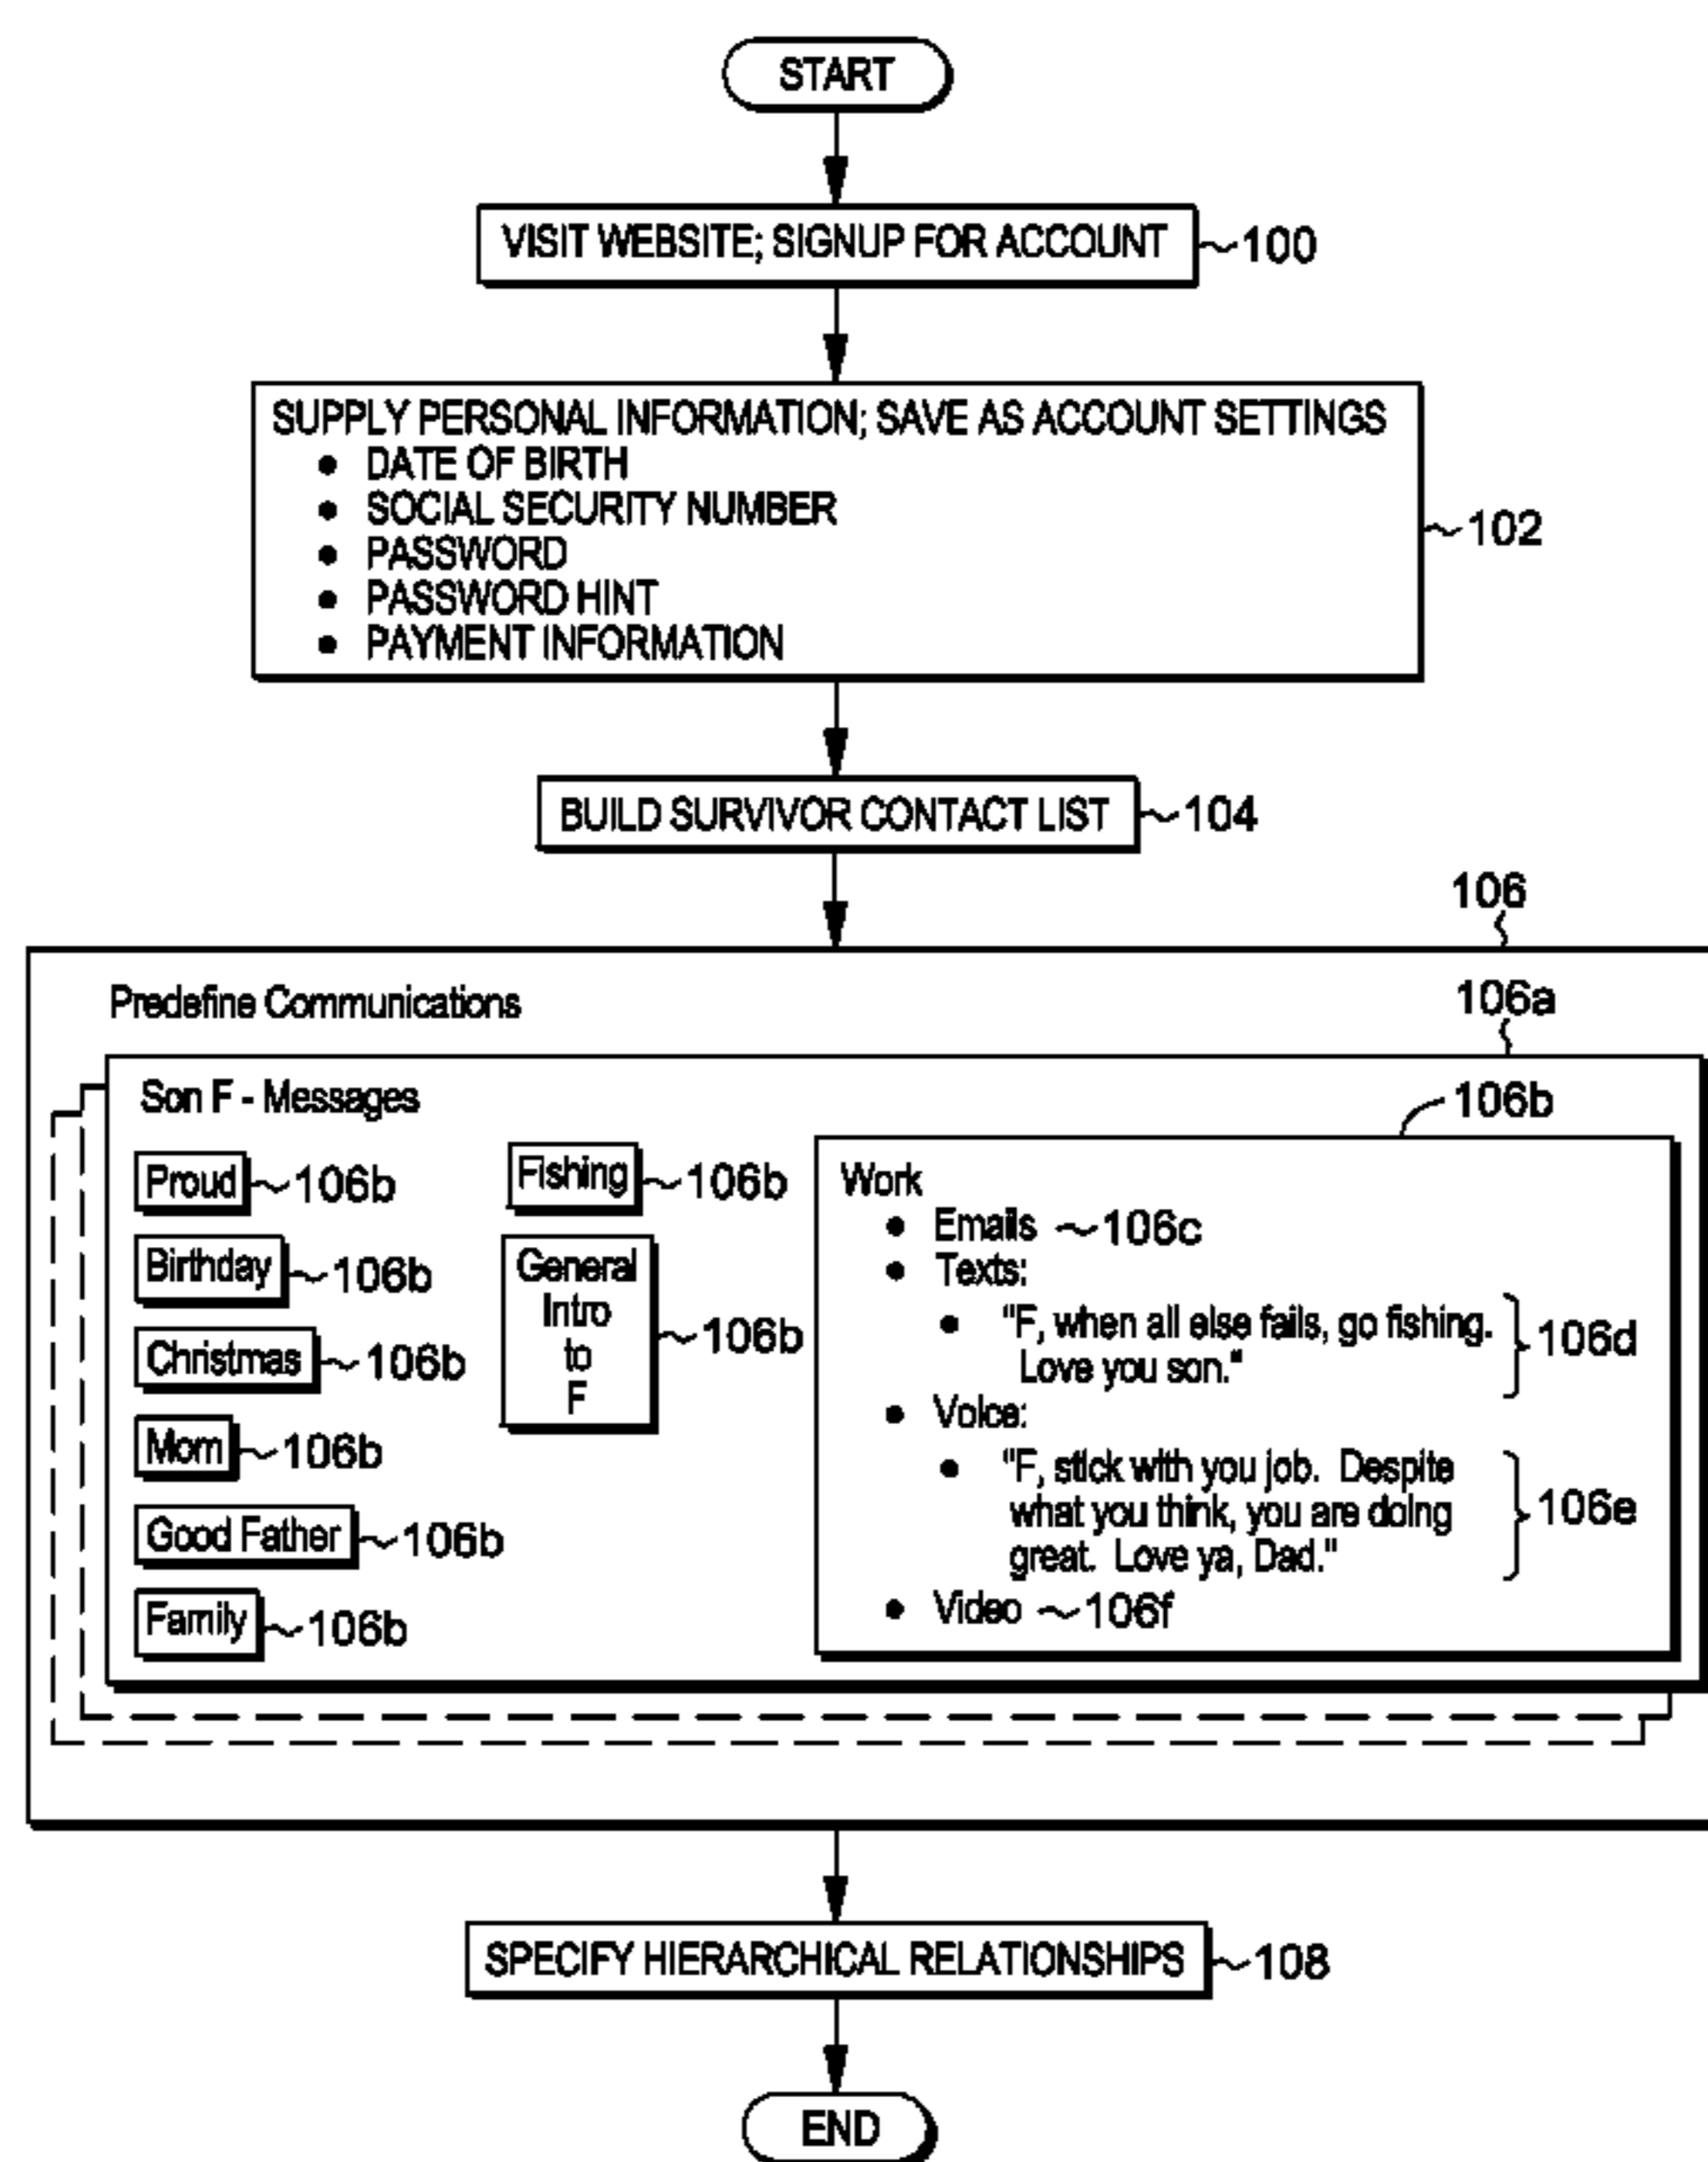 START
VISIT WEBSITE; SIGNUP FOR ACCOUNT
100
SUPPLY PERSONAL INFORMATION; SAVE AS ACCOUNT SETTINGS
• DATE OF BIRTH
• SOCIAL SECURITY NUMBER
• PASSWORD
• PASSWORD HINT
• PAYMENT INFORMATION
102
BUILD SURVIVOR CONTACT LIST
104
106
Predefine Communications
106a
Son F - Messages
Proud
106b
Birthday
106b
Christmas
106b
Mom
106b
Good Father
106b
Family
106b
Fishing
106b
General
Intro
to
F
106b
106b
Work
• Emails
106c
• Texts:
• "F, when all else fails, go fishing.
Love you son."
106d
• Voice:
• "F, stick with you job. Despite
what you think, you are doing
great. Love ya, Dad."
106e
• Video
106f
SPECIFY HIERARCHICAL RELATIONSHIPS
108
END